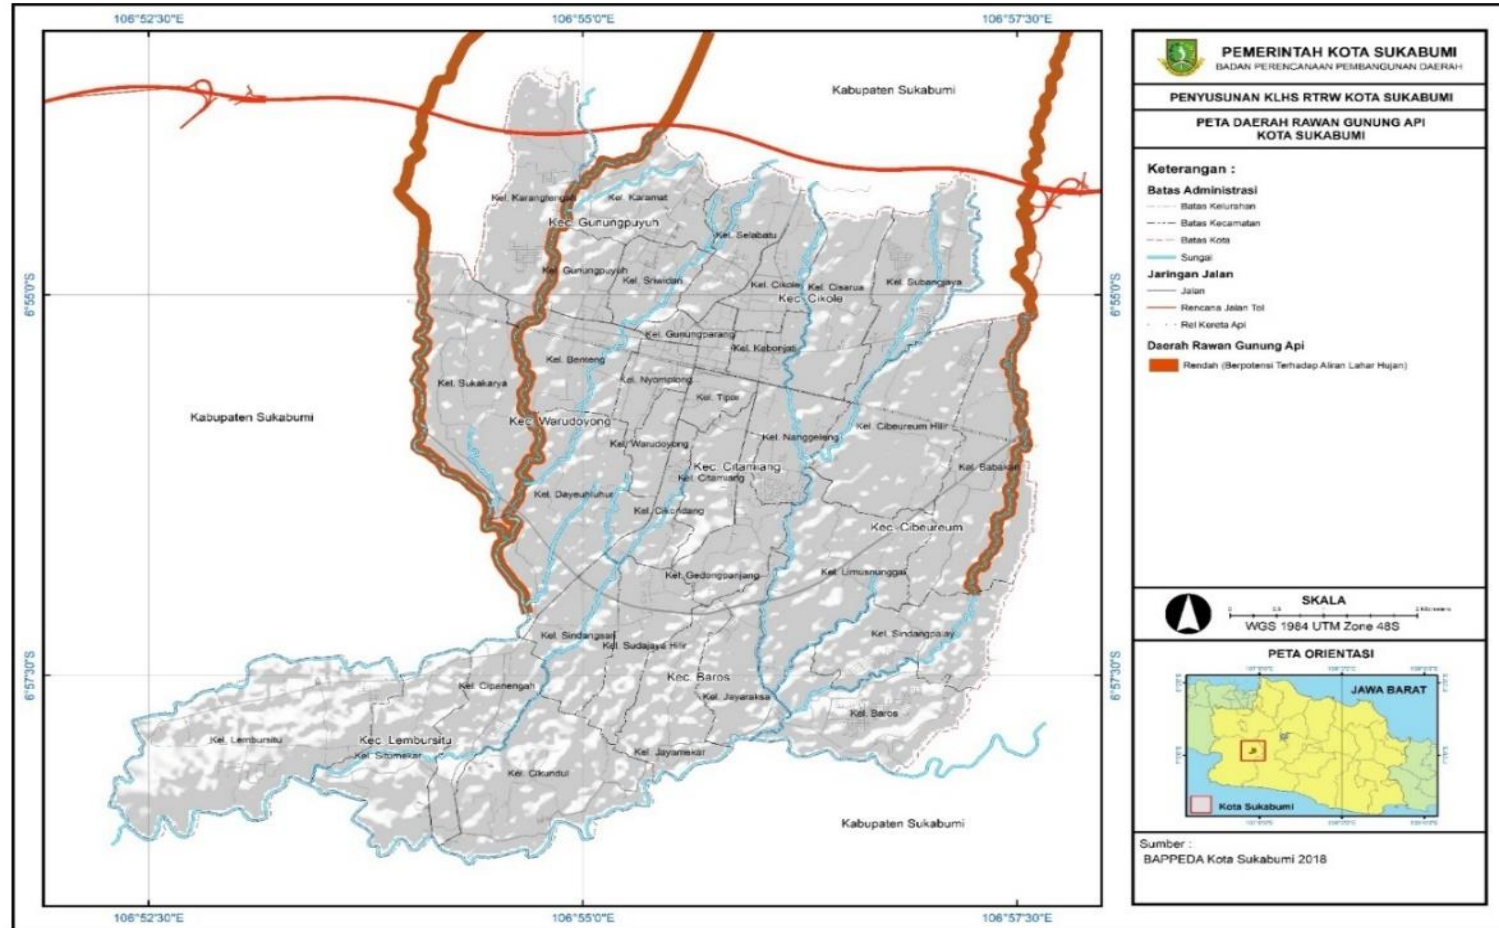 106°52'30"E
106°55'0"E
106°57'30"E
6°55'0"S
6°55'0"S
6°57'30"S
6°57'30"S
Kabupaten Sukabumi
Kel. Karangtengah
Kel. Karamat
Kec. Gunungpuyuh
Kel. Selabatu
Kel. Gunungpuyuh
Kel. Sriwidari
Kel. Cikole
Kel. Cisarua
Kel. Subangjaya
Kec. Cikole
Kel. Gunungparang
Kel. Kebonjati
Kel. Benteng
Kel. Sukakarya
Kel. Nyomplong
Kel. Tipar
Kabupaten Sukabumi
Kec. Warudoyong
Kel. Cibeureum Hilir
Kel. Warudoyong
Kel. Nanggeleng
Kec. Citamiang
Kel. Babakan
Kel. Citamiang
Kel. Dayeuhluhur
Kel. Cikondang
Kec. Cibeureum
Kel. Gedongpanjang
Kel. Limusnunggal
Kel. Sindangsari
Kel. Sudajaya Hilir
Kel. Sindangpalay
Kec. Baros
Kel. Cipanengah
Kel. Jayaraksa
Kel. Baros
Kel. Lembursitu
Kec. Lembursitu
Kel. Situmekar
Kel. Jayamekar
Kel. Cikundul
Kabupaten Sukabumi
106°52'30"E
106°55'0"E
106°57'30"E
PEMERINTAH KOTA SUKABUMI
BADAN PERENCANAAN PEMBANGUNAN DAERAH
PENYUSUNAN KLHS RTRW KOTA SUKABUMI
PETA DAERAH RAWAN GUNUNG API
KOTA SUKABUMI
Keterangan :
Batas Administrasi
Batas Kelurahan
Batas Kecamatan
Batas Kota
Sungai
Jaringan Jalan
Jalan
Rencana Jalan Tol
Rel Kereta Api
Daerah Rawan Gunung Api
Rendah (Berpotensi Terhadap Aliran Lahar Hujan)
SKALA
WGS 1984 UTM Zone 48S
PETA ORIENTASI
JAWA BARAT
Kota Sukabumi
Sumber :
BAPPEDA Kota Sukabumi 2018